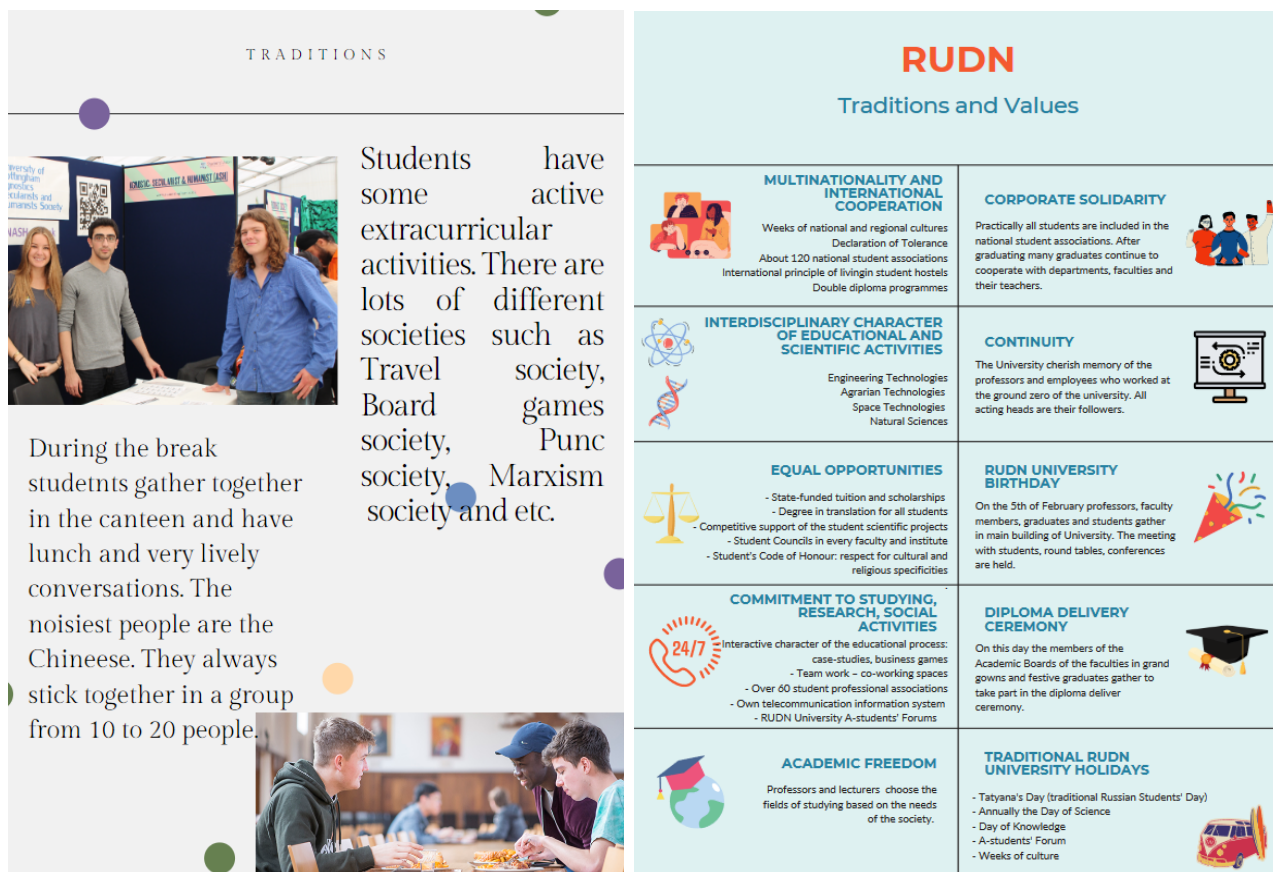 TRADITIONS
niversity of
ottingham
gnostics
eculairsts and
umanists Society
NASH
AGNOSTIC, SECULARIST & HUMANIST (ASH)
Students have
some active
extracurricular
activities. There are
lots of different
societies such as
Travel society,
Board games
society, Punc
society, Marxism
society and etc.
During the break
studetnts gather together
in the canteen and have
lunch and very lively
conversations. The
noisiest people are the
Chineese. They always
stick together in a group
from 10 to 20 people.
RUDN
Traditions and Values
MULTINATIONALITY AND
INTERNATIONAL
COOPERATION
Weeks of national and regional cultures
Declaration of Tolerance
About 120 national student associations
International principle of livingin student hostels
Double diploma programmes
CORPORATE SOLIDARITY
Practically all students are included in the
national student associations. After
graduating many graduates continue to
cooperate with departments, faculties and
their teachers.
INTERDISCIPLINARY CHARACTER
OF EDUCATIONAL AND
SCIENTIFIC ACTIVITIES
Engineering Technologies
Agrarian Technologies
Space Technologies
Natural Sciences
CONTINUITY
The University cherish memory of the
professors and employees who worked at
the ground zero of the university. All
acting heads are their followers.
EQUAL OPPORTUNITIES
- State-funded tuition and scholarships
- Degree in translation for all students
- Competitive support of the student scientific projects
- Student Councils in every faculty and institute
- Student's Code of Honour: respect for cultural and
religious specificities
RUDN UNIVERSITY
BIRTHDAY
On the 5th of February professors, faculty
members, graduates and students gather
in main building of University. The meeting
with students, round tables, conferences
are held.
COMMITMENT TO STUDYING,
RESEARCH, SOCIAL
ACTIVITIES
24/7
- Interactive character of the educational process:
case-studies, business games
- Team work – co-working spaces
- Over 60 student professional associations
- Own telecommunication information system
- RUDN University A-students' Forums
DIPLOMA DELIVERY
CEREMONY
On this day the members of the
Academic Boards of the faculties in grand
gowns and festive graduates gather to
take part in the diploma deliver
ceremony.
ACADEMIC FREEDOM
Professors and lecturers choose the
fields of studying based on the needs
of the society.
TRADITIONAL RUDN
UNIVERSITY HOLIDAYS
- Tatyana's Day (traditional Russian Students' Day)
- Annually the Day of Science
- Day of Knowledge
- A-students' Forum
- Weeks of culture